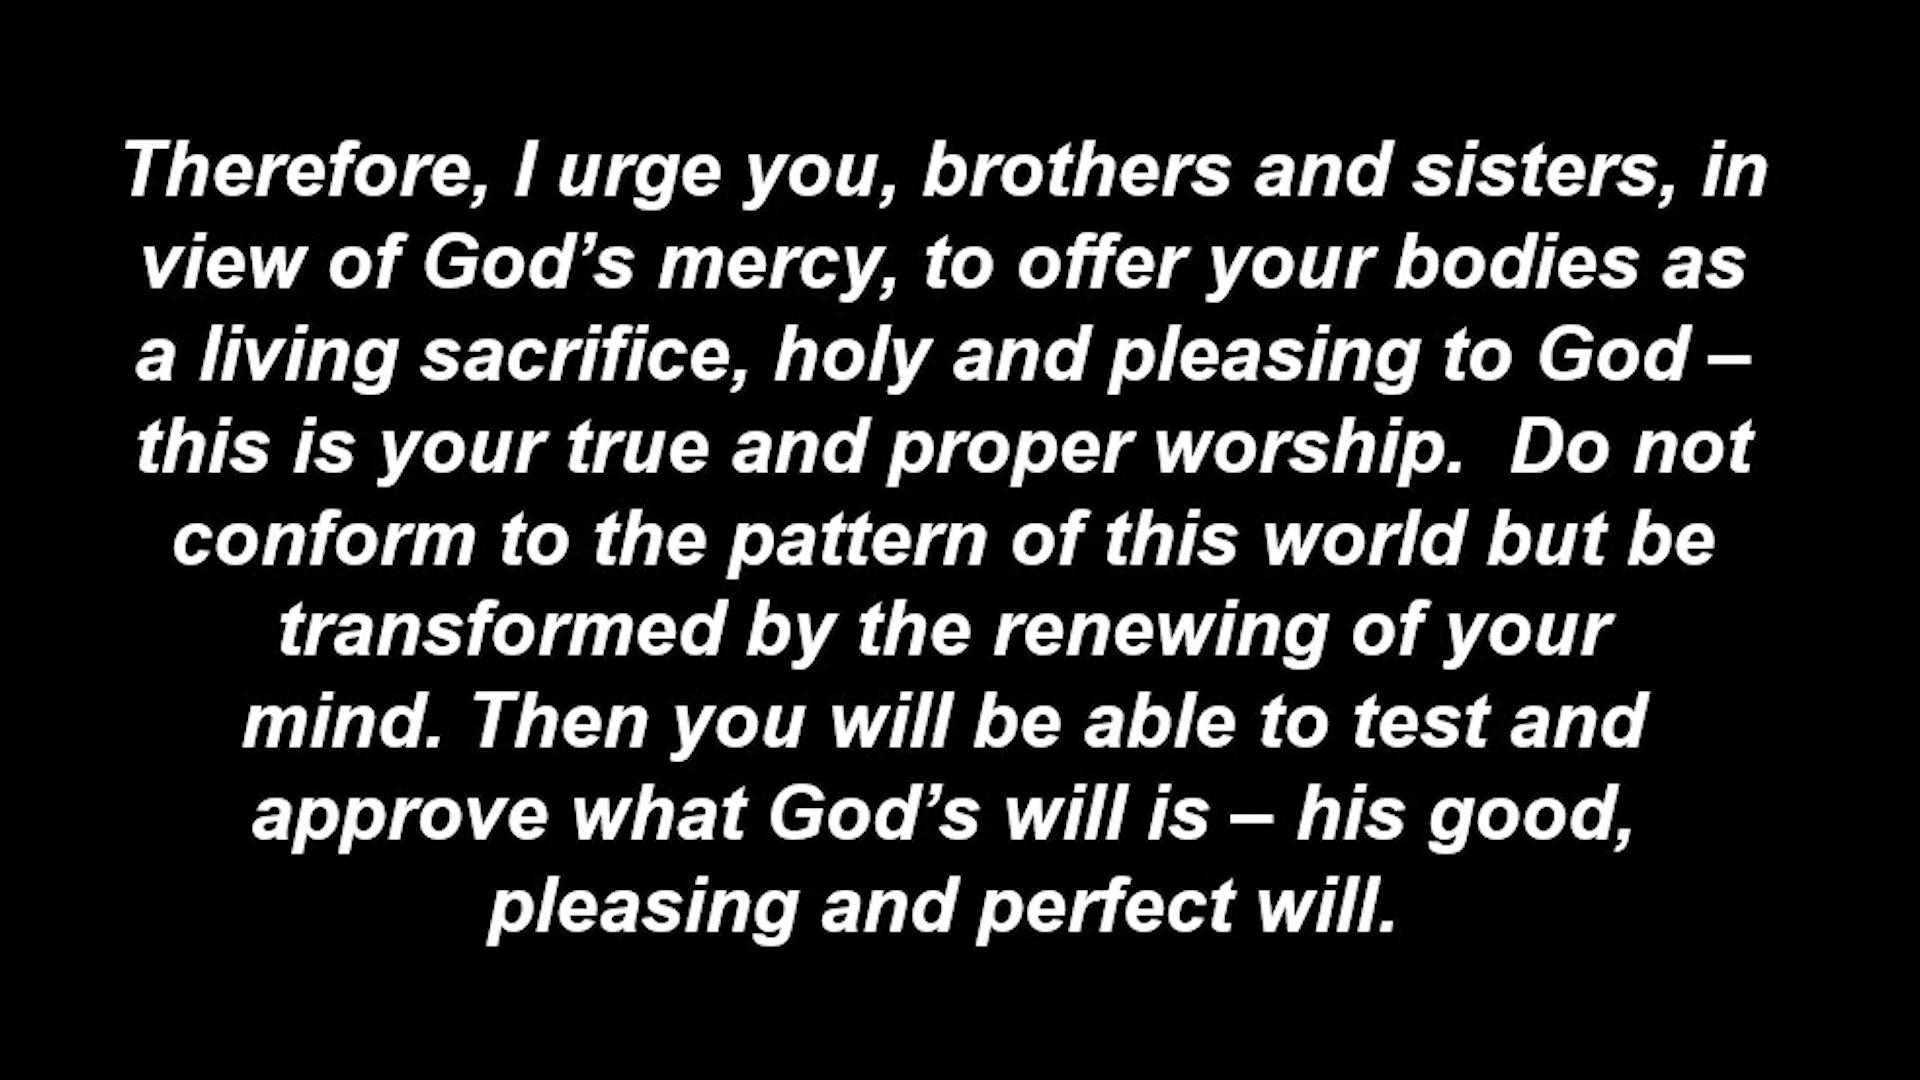 Therefore, I urge you, brothers and sisters, in
view of God’s mercy, to offer your bodies as
a living sacrifice, holy and pleasing to God –
this is your true and proper worship.  Do not
conform to the pattern of this world but be
transformed by the renewing of your
mind. Then you will be able to test and
approve what God’s will is – his good,
pleasing and perfect will.